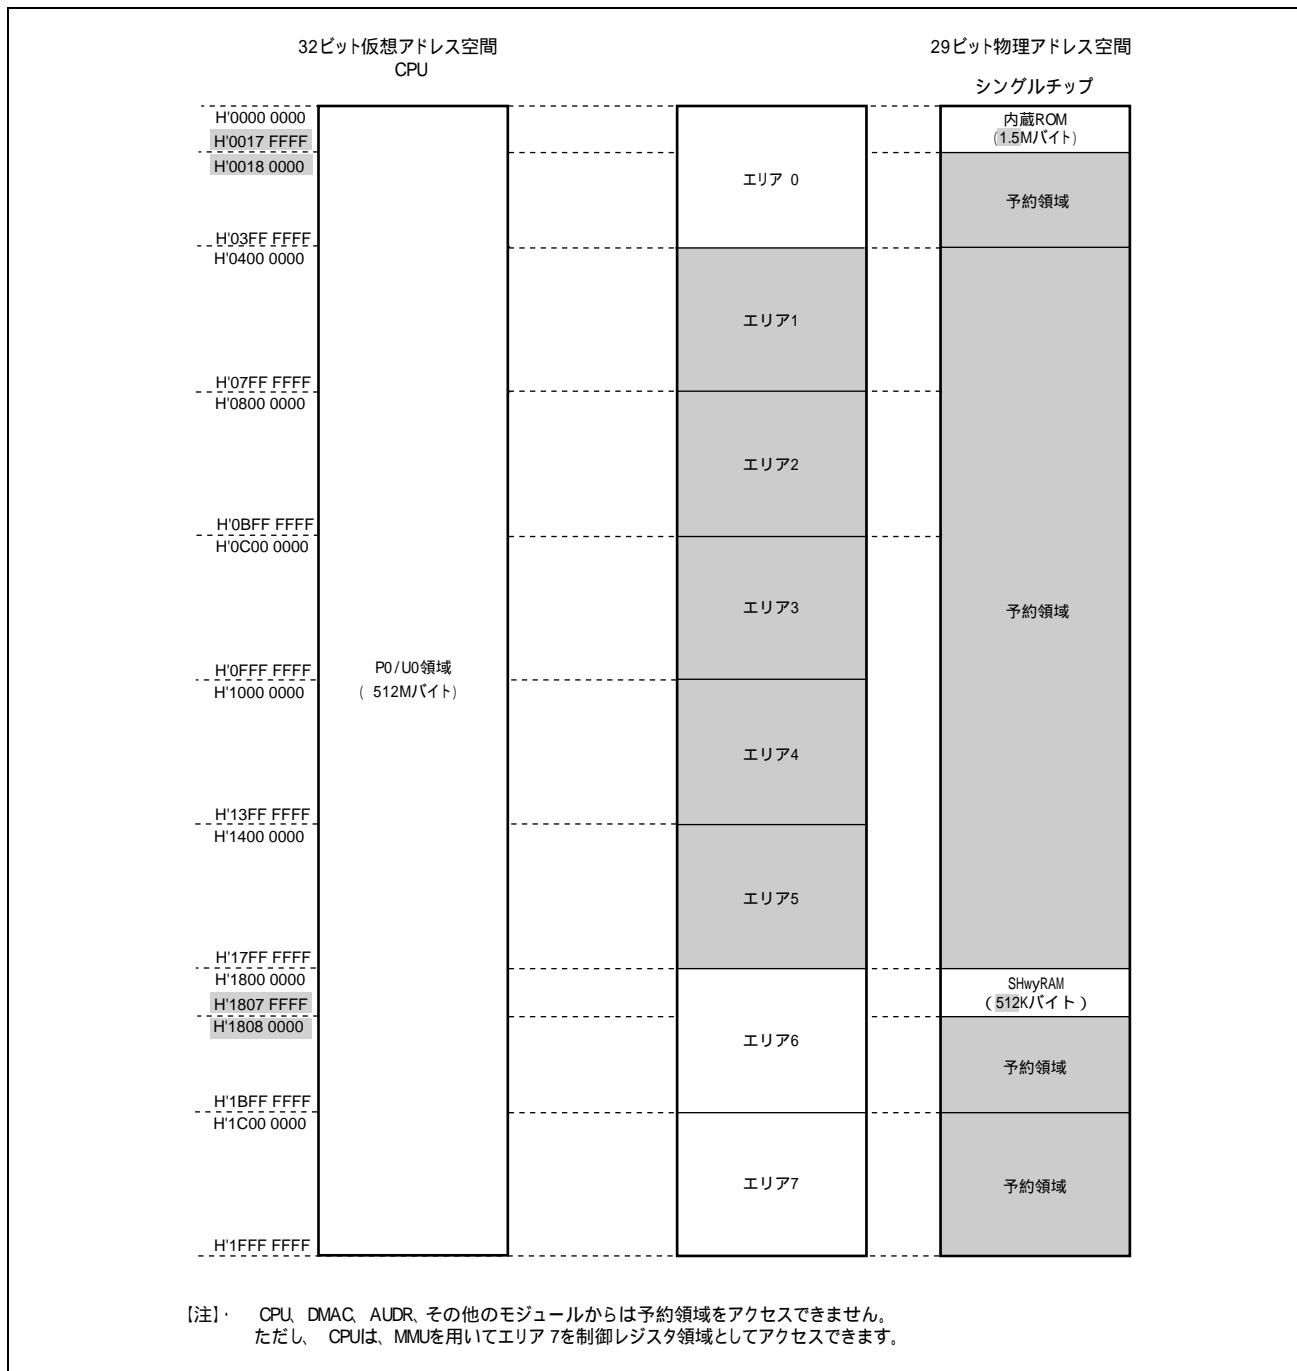 32ビット仮想アドレス空間
CPU
29ビット物理アドレス空間
シングルチップ
H'0000 0000
H'0017 FFFF
H'0018 0000
H'03FF FFFF
H'0400 0000
H'07FF FFFF
H'0800 0000
H'0BFF FFFF
H'0C00 0000
H'0FFF FFFF
H'1000 0000
H'13FF FFFF
H'1400 0000
H'17FF FFFF
H'1800 0000
H'1807 FFFF
H'1808 0000
H'1BFF FFFF
H'1C00 0000
H'1FFF FFFF
P0/U0領域
(512Mバイト)
エリア 0
エリア1
エリア2
エリア3
エリア4
エリア5
エリア6
エリア7
内蔵ROM
(1.5Mバイト)
予約領域
予約領域
SHwyRAM
(512Kバイト)
予約領域
予約領域
【注】・ CPU、DMAC、AUDR、その他のモジュールからは予約領域をアクセスできません。
ただし、 CPUは、MMUを用いてエリア7を制御レジスタ領域としてアクセスできます。